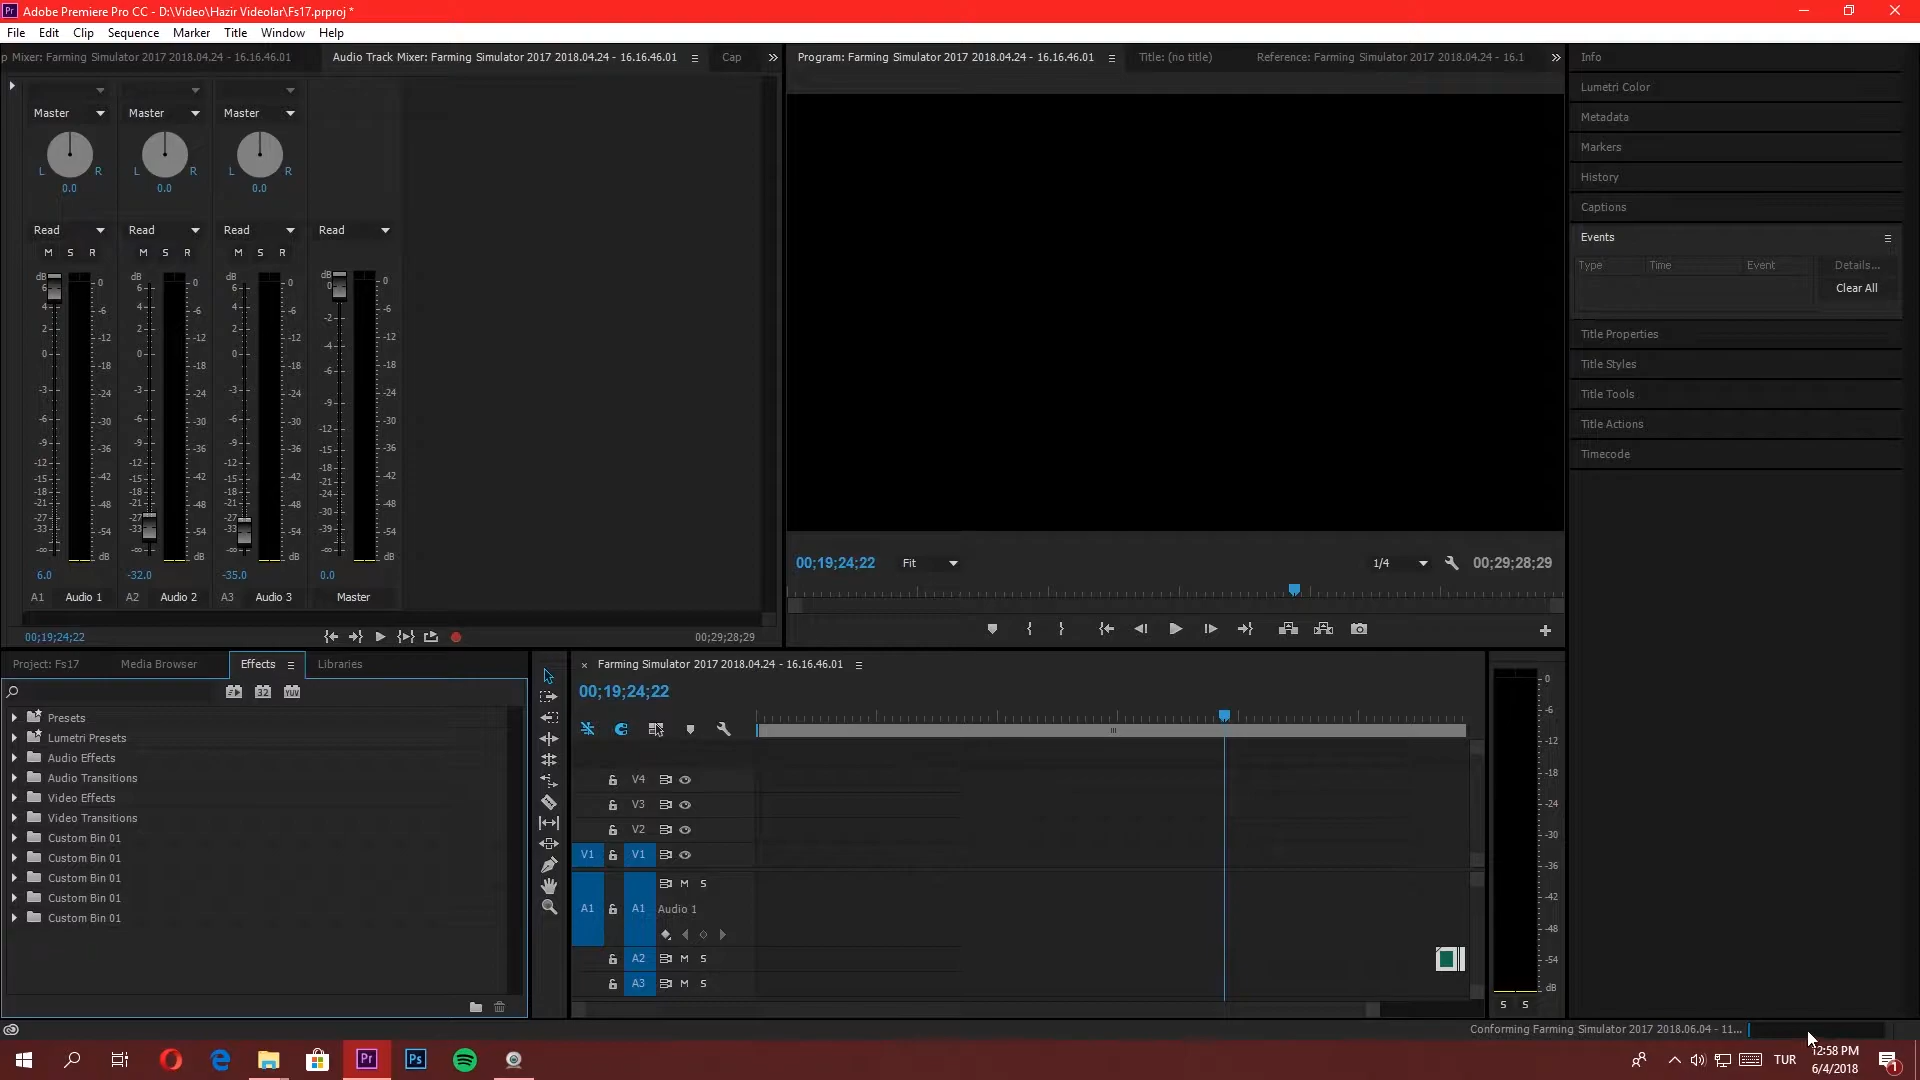 Pr Adobe Premiere Pro CC - D:\Video\Hazir Videolar\Fs17.prproj *
File Edit Clip Sequence Marker Title Window Help
p Mixer: Farming Simulator 2017 2018.04.24 - 16.16.46.01 Audio Track Mixer: Farming Simulator 2017 2018.04.24 - 16.16.46.01 Cap
Program: Farming Simulator 2017 2018.04.24 - 16.16.46.01 Title: (no title) Reference: Farming Simulator 2017 2018.04.24 - 16.1
Master Master Master
L R L R L R
0.0 0.0 0.0
Read Read Read Read
M S R M S R M S R
dB dB dB dB
6 4 2 0 -3 -6 -9 -12 -15 -18 -21 -27 -33 -∞
0 -6 -12 -18 -24 -30 -36 -42 -48 -54 dB
6 4 2 0 -3 -6 -9 -12 -15 -18 -21 -27 -33 -∞
0 -6 -12 -18 -24 -30 -36 -42 -48 -54 dB
6 4 2 0 -3 -6 -9 -12 -15 -18 -21 -27 -33 -∞
0 -6 -12 -18 -24 -30 -36 -42 -48 -54 dB
0 -2 -4 -6 -9 -12 -15 -18 -21 -24 -30 -39 -∞
0 -6 -12 -18 -24 -30 -36 -42 -48 -54 dB
6.0 -32.0 -35.0 0.0
A1 Audio 1 A2 Audio 2 A3 Audio 3 Master
00;19;24;22 00;29;28;29
00;19;24;22 Fit 1/4 00;29;28;29
Info
Lumetri Color
Metadata
Markers
History
Captions
Events
Type Time Event Details...
Clear All
Title Properties
Title Styles
Title Tools
Title Actions
Timecode
Project: Fs17 Media Browser Effects Libraries
32 YUV
Presets
Lumetri Presets
Audio Effects
Audio Transitions
Video Effects
Video Transitions
Custom Bin 01
Custom Bin 01
Custom Bin 01
Custom Bin 01
Custom Bin 01
× Farming Simulator 2017 2018.04.24 - 16.16.46.01
00;19;24;22
V4
V3
V2
V1 V1
M S
A1 A1 Audio 1
A2 M S
A3 M S
0 -6 -12 -18 -24 -30 -36 -42 -48 -54 dB
S S
Conforming Farming Simulator 2017 2018.06.04 - 11...
Pr Ps TUR 12:58 PM
6/4/2018 1